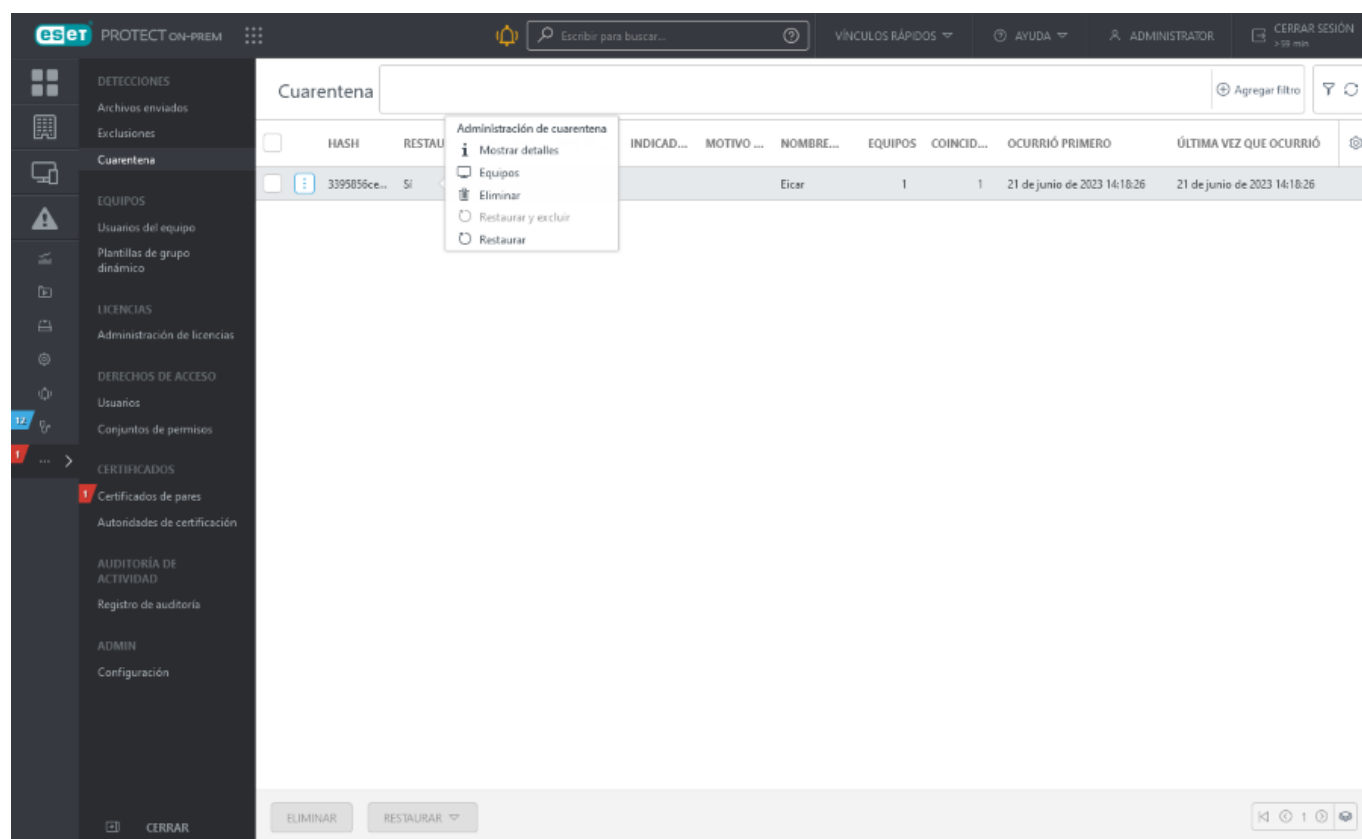 eset PROTECT ON-PREM
Escribir para buscar...
VÍNCULOS RÁPIDOS
AYUDA
ADMINISTRATOR
CERRAR SESIÓN
> 59 min
DETECCIONES
Archivos enviados
Exclusiones
Cuarentena
EQUIPOS
Usuarios del equipo
Plantillas de grupo
dinámico
LICENCIAS
Administración de licencias
DERECHOS DE ACCESO
Usuarios
12
Conjuntos de permisos
1
...
CERTIFICADOS
1
Certificados de pares
Autoridades de certificación
AUDITORÍA DE
ACTIVIDAD
Registro de auditoría
ADMIN
Configuración
CERRAR
Cuarentena
Agregar filtro
HASH RESTAU INDICAD... MOTIVO ... NOMBRE... EQUIPOS COINCID... OCURRIÓ PRIMERO ÚLTIMA VEZ QUE OCURRIÓ
3395856ce... Sí Eicar 1 1 21 de junio de 2023 14:18:26 21 de junio de 2023 14:18:26
Administración de cuarentena
Mostrar detalles
Equipos
Eliminar
Restaurar y excluir
Restaurar
ELIMINAR
RESTAURAR
1